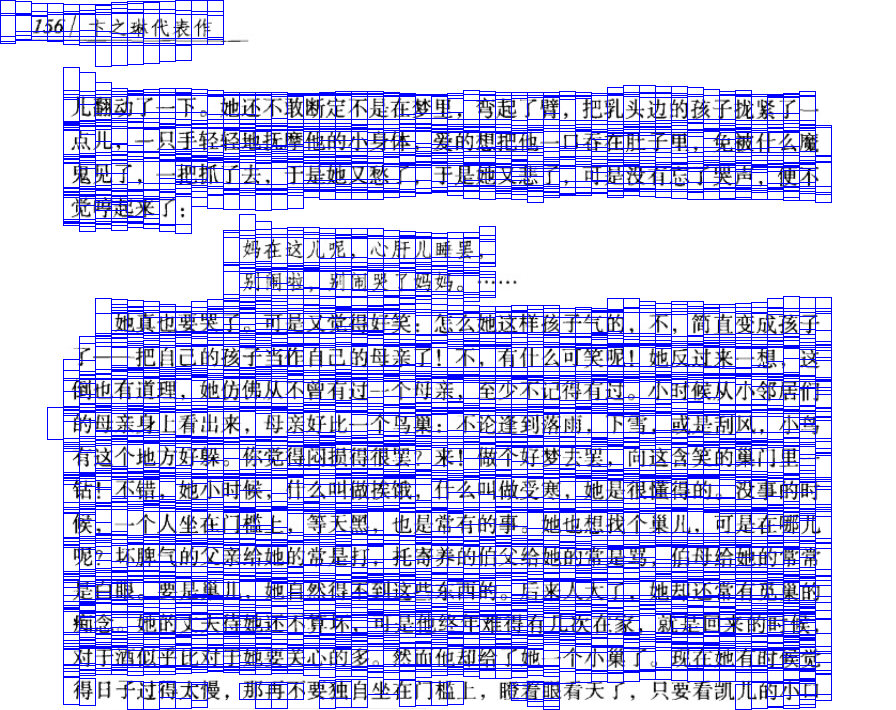 156 / 卞之琳代表作
儿翻动了一下。她还不敢断定不是在梦里，弯起了臂，把乳头边的孩子拢紧了一
点儿，一只手轻轻地抚摩他的小身体，爱的想把他一口吞在肚子里，免被什么魔
鬼见了，一把抓了去，于是她又愁了，于是她又悲了，可是没有忘了哭声，便不
觉哼起来了：
妈在这儿呢，心肝儿睡罢，
别闹啦，别闹哭了妈妈。……
她真也要哭了。可是又觉得好笑：怎么她这样孩子气的，不，简直变成孩子
了——把自己的孩子当作自己的母亲了！不，有什么可笑呢！她反过来一想，这
倒也有道理，她仿佛从不曾有过一个母亲，至少不记得有过。小时候从小邻居们
的母亲身上看出来，母亲好比一个鸟巢：不论逢到落雨，下雪，或是刮风，小鸟
有这个地方好躲。你觉得闷损得很罢？来！做个好梦去罢，向这含笑的巢门里
钻！不错，她小时候，什么叫做挨饿，什么叫做受寒，她是很懂得的。没事的时
候，一个人坐在门槛上，等天黑，也是常有的事。她也想找个巢儿，可是在哪儿
呢？坏脾气的父亲给她的常是打，托寄养的伯父给她的常是骂，伯母给她的常常
是白眼。要是巢儿，她自然得不到这些东西的。后来人大了，她却还常有觅巢的
痴念。她的丈夫待她还不算坏，可是他终年难得有几次在家，就是回来的时候，
对于酒似乎比对于她要关心的多。然而他却给了她一个小巢了。现在她有时候觉
得日子过得太慢，那再不要独自坐在门槛上，瞪着眼看天了，只要看凯儿的小口